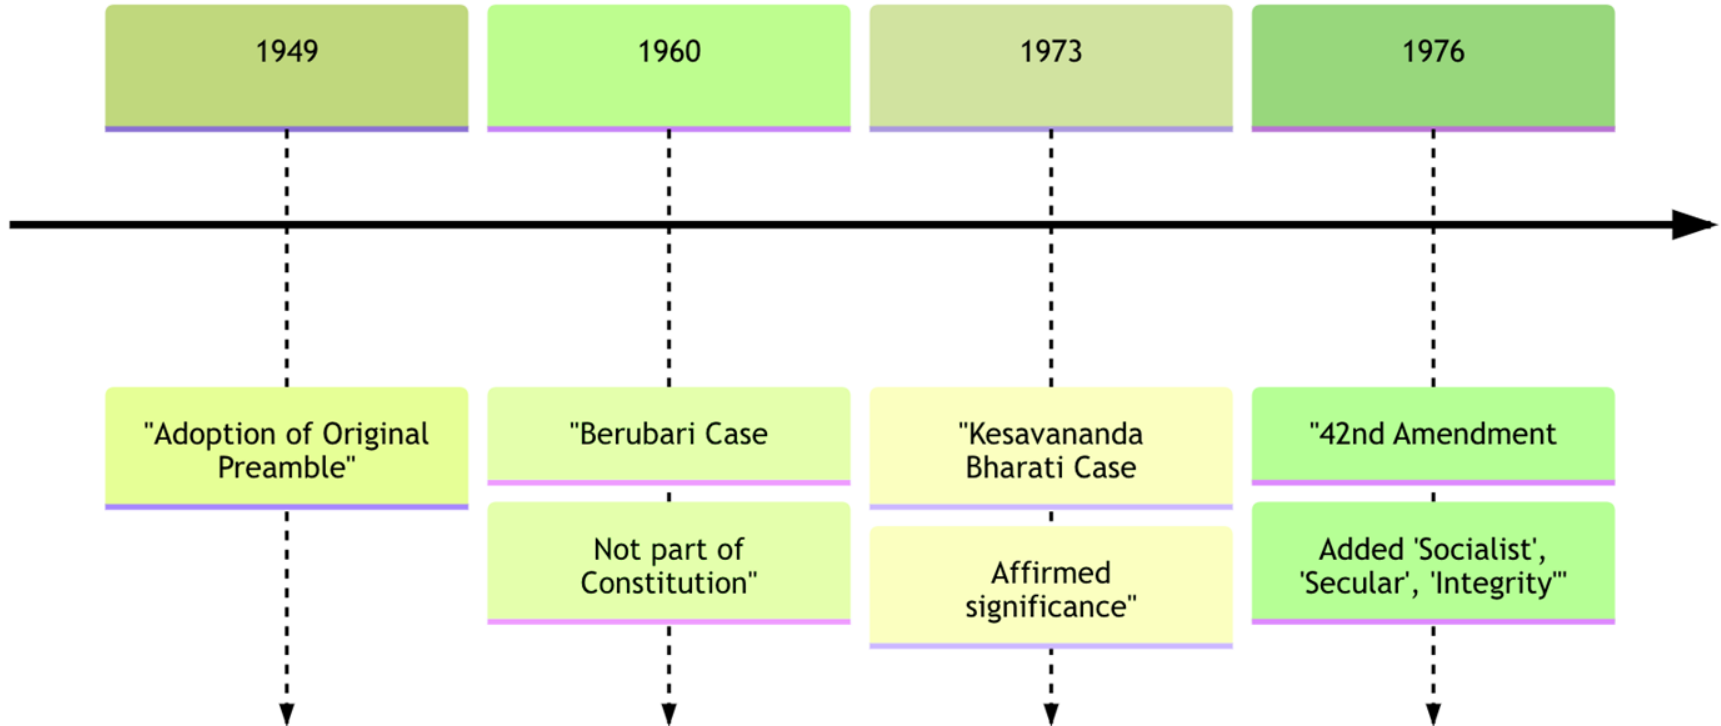 1949
1960
1973
1976
"Adoption of Original
Preamble"
"Berubari Case
Not part of
Constitution"
"Kesavananda
Bharati Case
Affirmed
significance"
"42nd Amendment
Added 'Socialist',
'Secular', 'Integrity'"